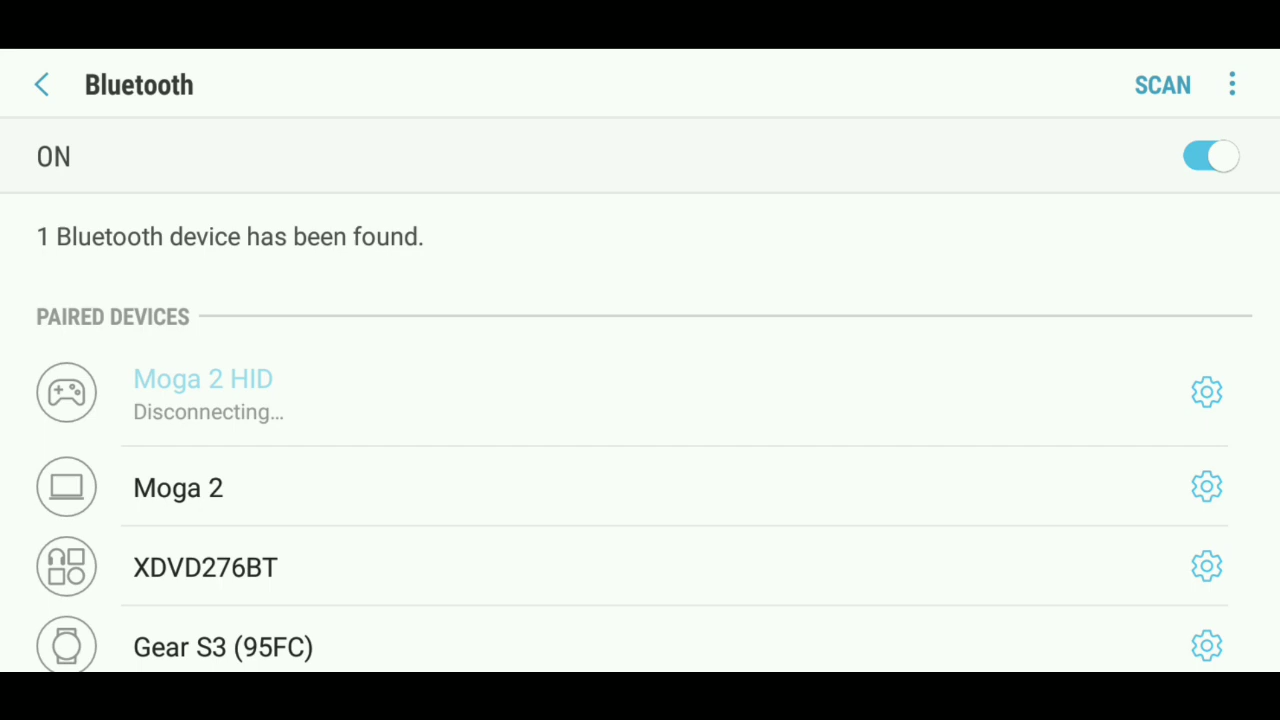 Bluetooth
SCAN
ON
1 Bluetooth device has been found.
PAIRED DEVICES
Moga 2 HID
Disconnecting...
Moga 2
XDVD276BT
Gear S3 (95FC)